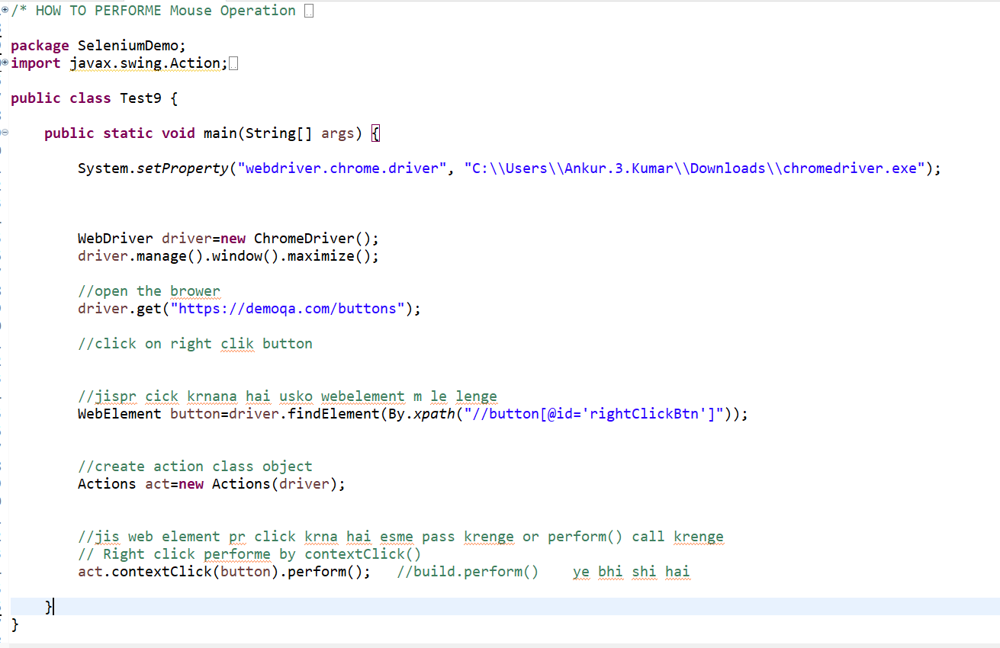 /* HOW TO PERFORME Mouse Operation
package SeleniumDemo;
import javax.swing.Action;
public class Test9 {
public static void main(String[] args) {
System.setProperty("webdriver.chrome.driver", "C:\\Users\\Ankur.3.Kumar\\Downloads\\chromedriver.exe");
WebDriver driver=new ChromeDriver();
driver.manage().window().maximize();
//open the brower
driver.get("https://demoqa.com/buttons");
//click on right clik button
//jispr cick krnana hai usko webelement m le lenge
WebElement button=driver.findElement(By.xpath("//button[@id='rightClickBtn']"));
//create action class object
Actions act=new Actions(driver);
//jis web element pr click krna hai esme pass krenge or perform() call krenge
// Right click performe by contextClick()
act.contextClick(button).perform();   //build.perform()    ye bhi shi hai
}
}